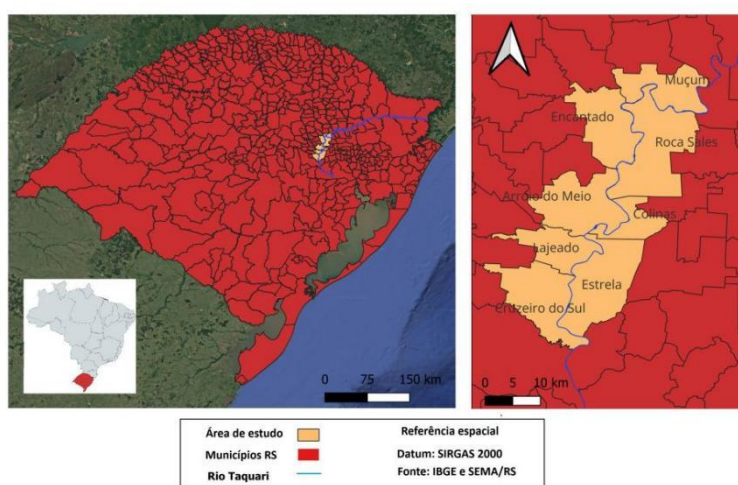 0 75 150 km
Muçum
Encantado
Roca Sales
Arroio do Meio
Colinas
Lajeado
Estrela
Cruzeiro do Sul
0 5 10 km
Área de estudo
Municípios RS
Rio Taquari
Referência espacial
Datum: SIRGAS 2000
Fonte: IBGE e SEMA/RS